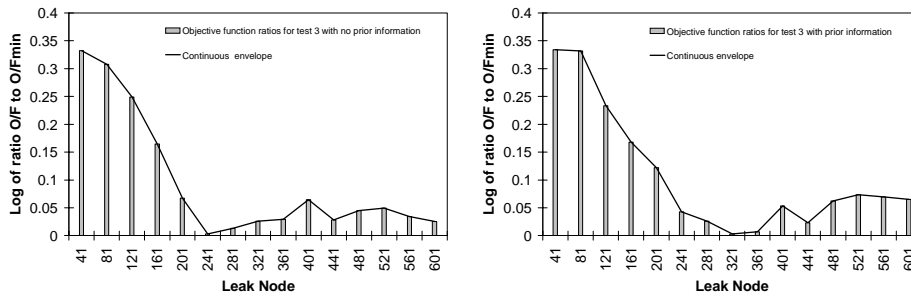 Log of ratio O/F to O/Fmin
0.4
0.35
0.3
0.25
0.2
0.15
0.1
0.05
0
Objective function ratios for test 3 with no prior information
Continuous envelope
41 81 121 161 201 241 281 321 361 401 441 481 521 561 601
Leak Node
Log of ratio O/F to O/Fmin
0.4
0.35
0.3
0.25
0.2
0.15
0.1
0.05
0
Objective function ratios for test 3 with prior information
Continuous envelope
41 81 121 161 201 241 281 321 361 401 441 481 521 561 601
Leak Node